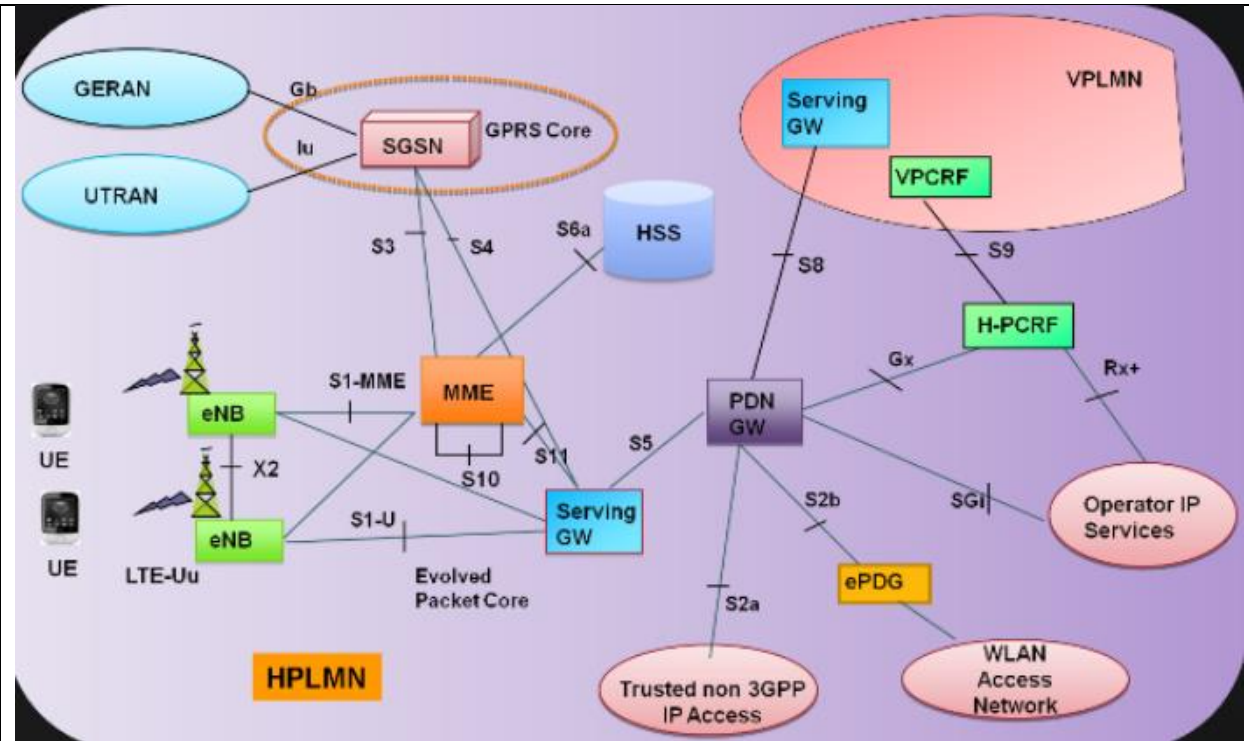 GERAN
Gb
GPRS Core
SGSN
Iu
UTRAN
S3
S4
S6a
HSS
Serving
GW
VPLMN
VPCRF
S8
S9
H-PCRF
Gx
Rx+
S1-MME
MME
eNB
UE
X2
S10
S11
S5
PDN
GW
eNB
UE
LTE-Uu
S1-U
Serving
GW
Evolved
Packet Core
S2b
SGi
Operator IP
Services
ePDG
S2a
HPLMN
Trusted non 3GPP
IP Access
WLAN
Access
Network